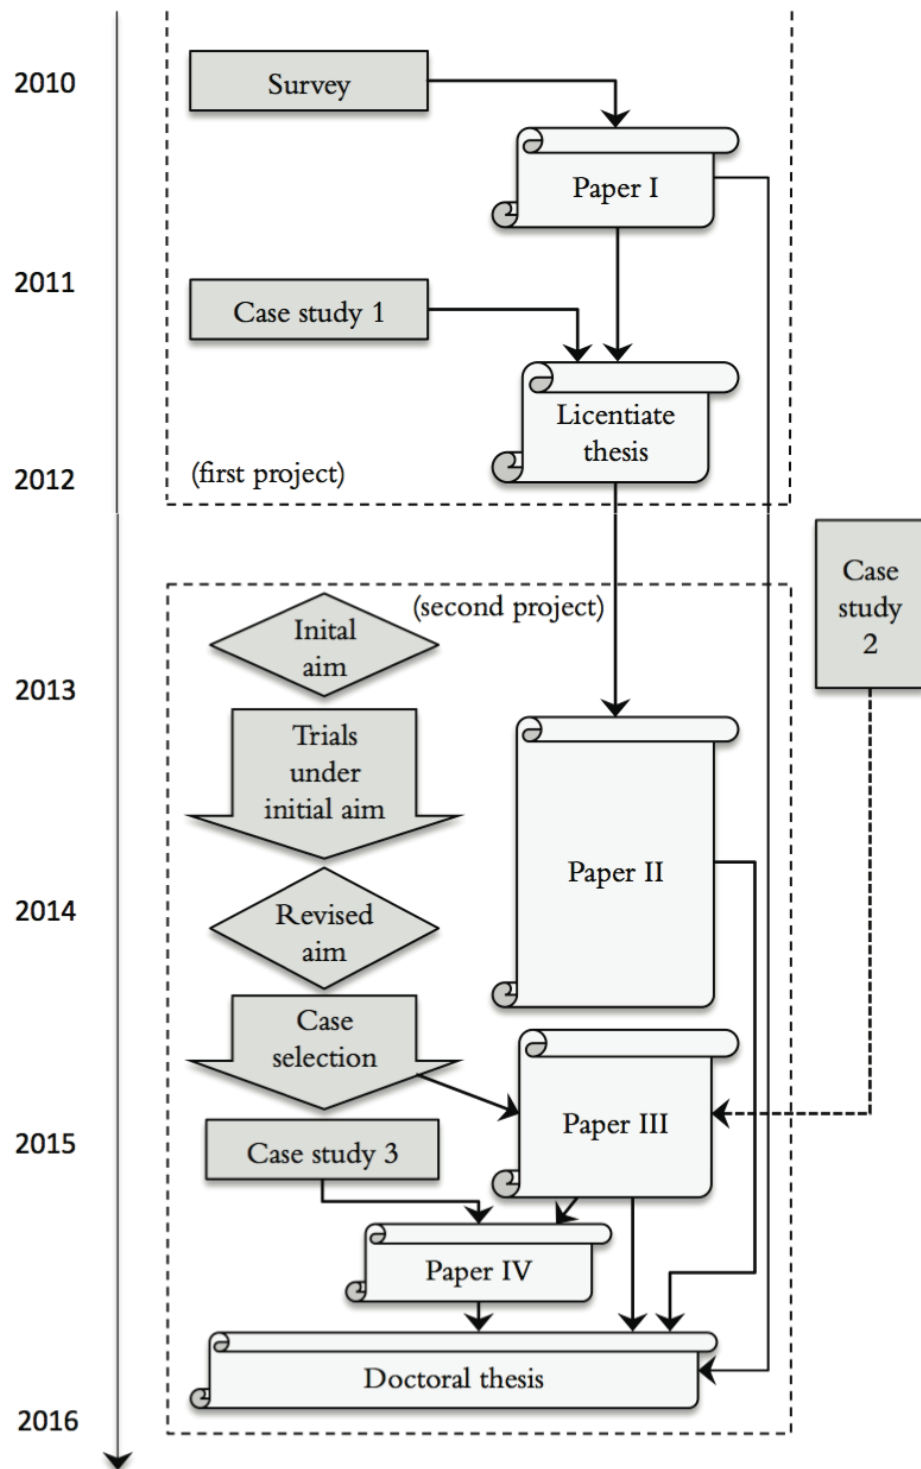 2010
Survey
Paper I
2011
Case study 1
Licentiate
thesis
(first project)
2012
Case
study
2
(second project)
Inital
aim
2013
Trials
under
initial aim
Paper II
2014
Revised
aim
Case
selection
Paper III
2015
Case study 3
Paper IV
Doctoral thesis
2016